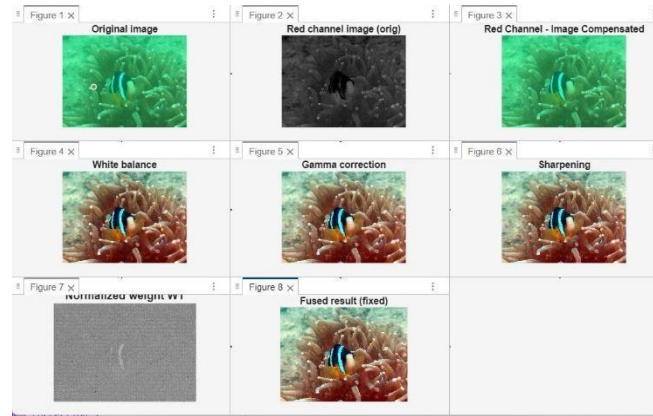 Figure 1 ×
Original image
Figure 2 ×
Red channel image (orig)
Figure 3 ×
Red Channel - Image Compensated
Figure 4 ×
White balance
Figure 5 ×
Gamma correction
Figure 6 ×
Sharpening
Figure 7 ×
Normalized weight W1
Figure 8 ×
Fused result (fixed)